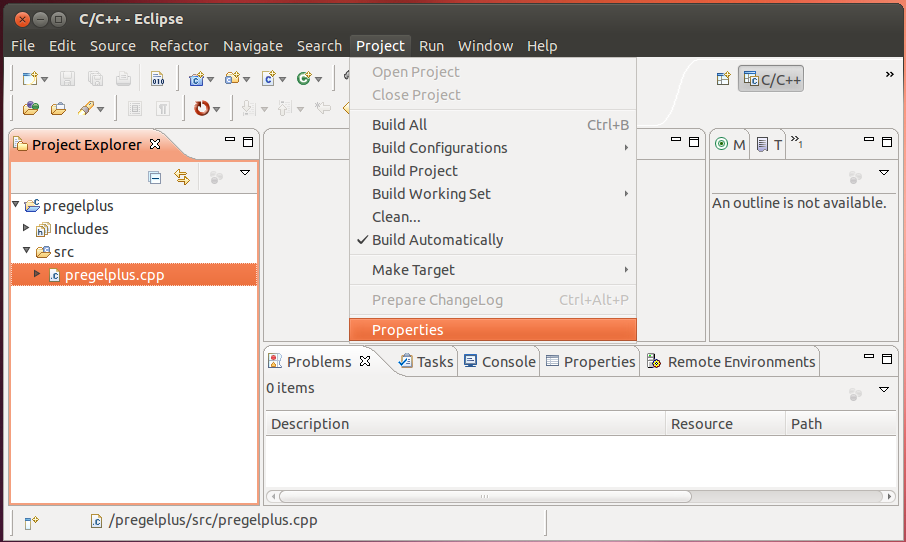 C/C++ - Eclipse
File Edit Source Refactor Navigate Search Project Run Window Help
Open Project
Close Project
Build All Ctrl+B
Build Configurations
Build Project
Build Working Set
Clean...
Build Automatically
Make Target
Prepare ChangeLog Ctrl+Alt+P
Properties
010
C/C++
Project Explorer
pregelplus
Includes
src
pregelplus.cpp
M T »1
An outline is not available.
Problems Tasks Console Properties Remote Environments
0 items
Description Resource Path
/pregelplus/src/pregelplus.cpp